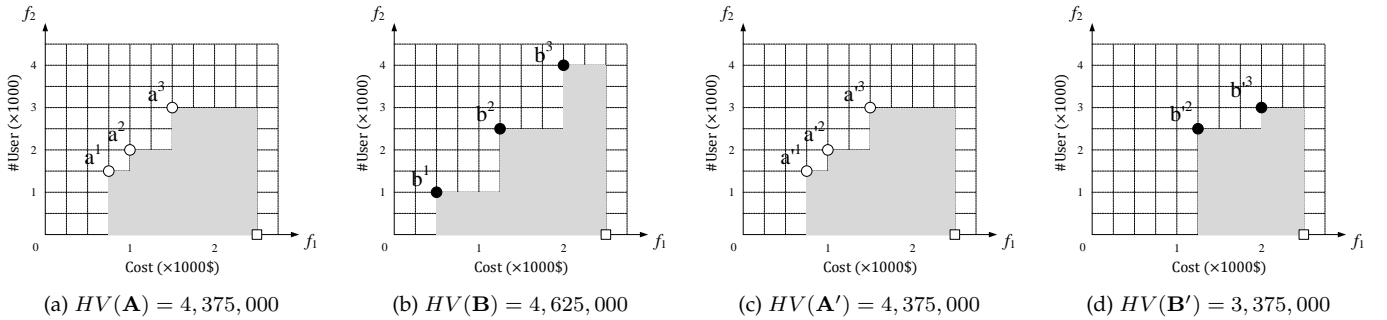 f₂
4
3
2
1
0
1
2
#User (×1000)
Cost (×1000$)
f₁
a¹
a²
a³
(a) HV(A) = 4,375,000
f₂
4
3
2
1
0
1
2
#User (×1000)
Cost (×1000$)
f₁
b¹
b²
b³
(b) HV(B) = 4,625,000
f₂
4
3
2
1
0
1
2
#User (×1000)
Cost (×1000$)
f₁
a'¹
a'²
a'³
(c) HV(A′) = 4,375,000
f₂
4
3
2
1
0
1
2
#User (×1000)
Cost (×1000$)
f₁
b'²
b'³
(d) HV(B′) = 3,375,000